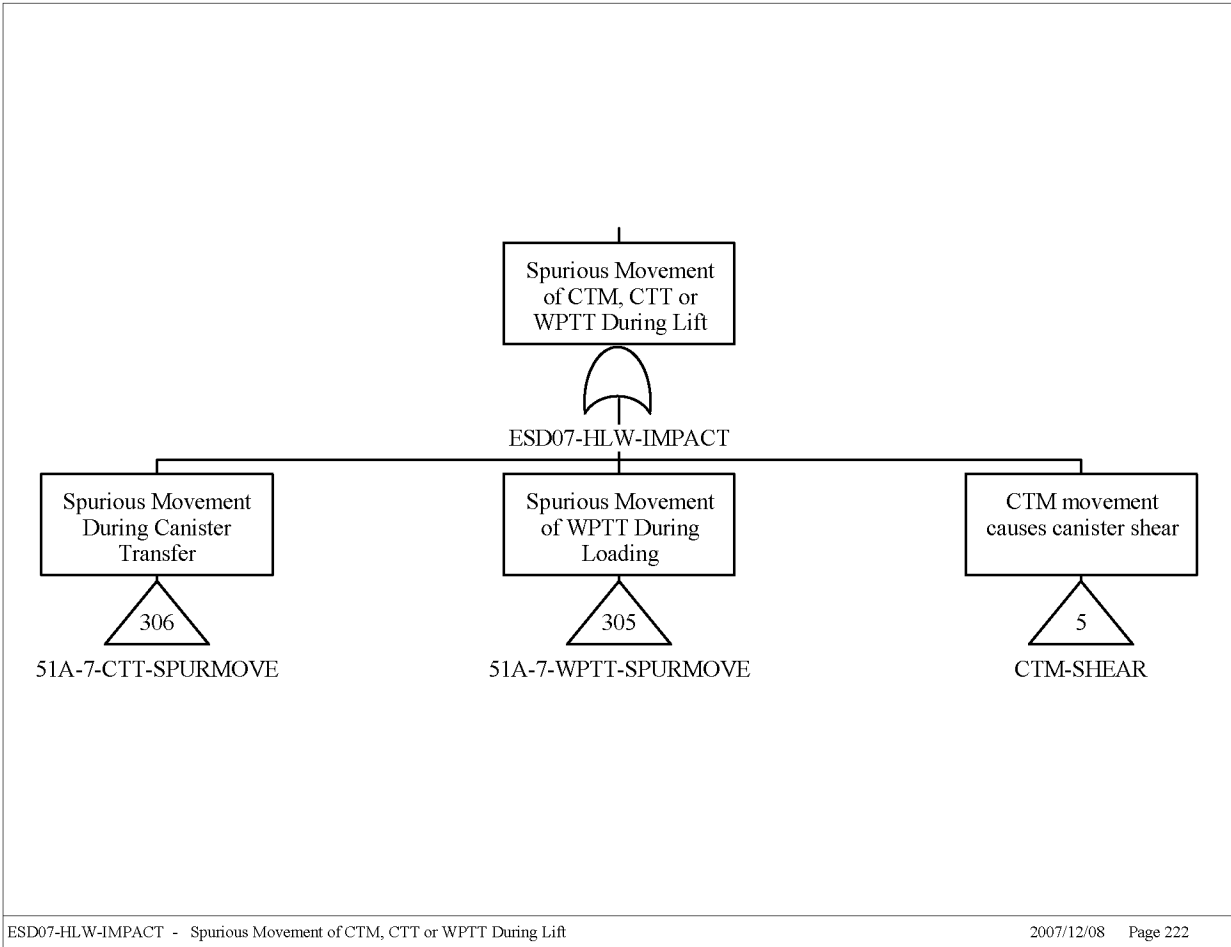 Spurious Movement
of CTM, CTT or
WPTT During Lift
ESD07-HLW-IMPACT
Spurious Movement
During Canister
Transfer
306
51A-7-CTT-SPURMOVE
Spurious Movement
of WPTT During
Loading
305
51A-7-WPTT-SPURMOVE
CTM movement
causes canister shear
5
CTM-SHEAR
ESD07-HLW-IMPACT - Spurious Movement of CTM, CTT or WPTT During Lift
2007/12/08 Page 222